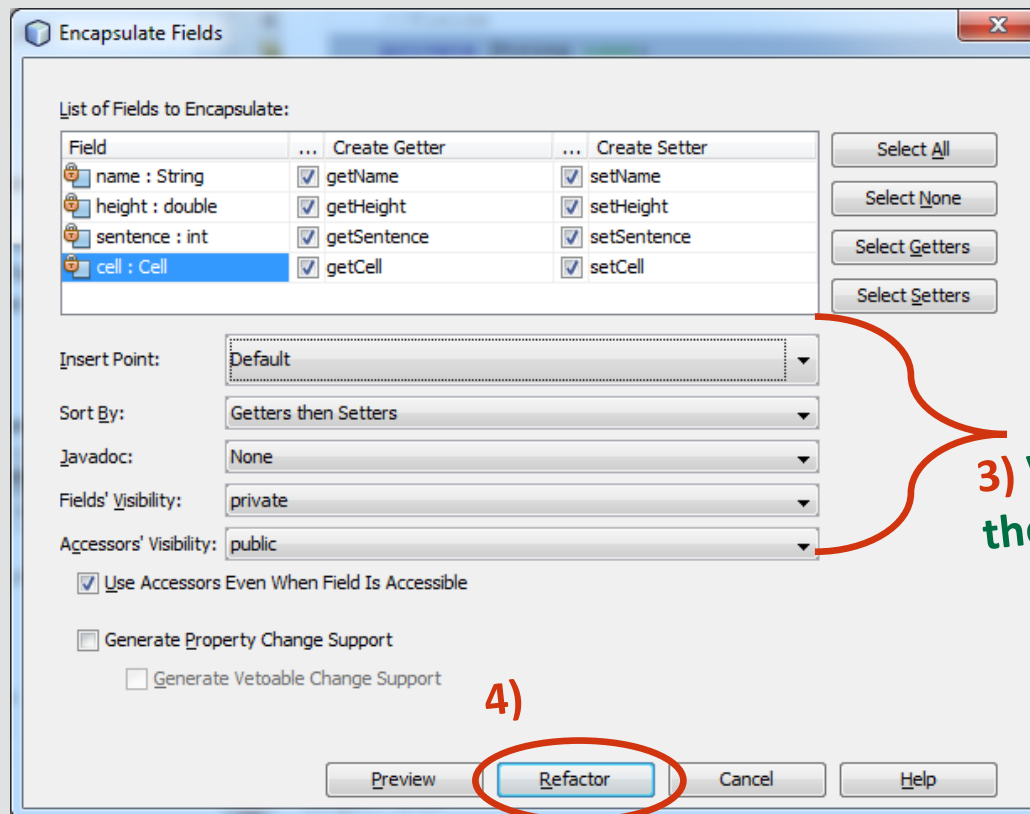 Encapsulate Fields
List of Fields to Encapsulate:
Field ... Create Getter ... Create Setter
name : String getName setName
height : double getHeight setHeight
sentence : int getSentence setSentence
cell : Cell getCell setCell
Select All
Select None
Select Getters
Select Setters
Insert Point: Default
Sort By: Getters then Setters
Javadoc: None
Fields' Visibility: private
Accessors' Visibility: public
3)
Use Accessors Even When Field Is Accessible
Generate Property Change Support
Generate Vetoable Change Support
4)
Preview Refactor Cancel Help